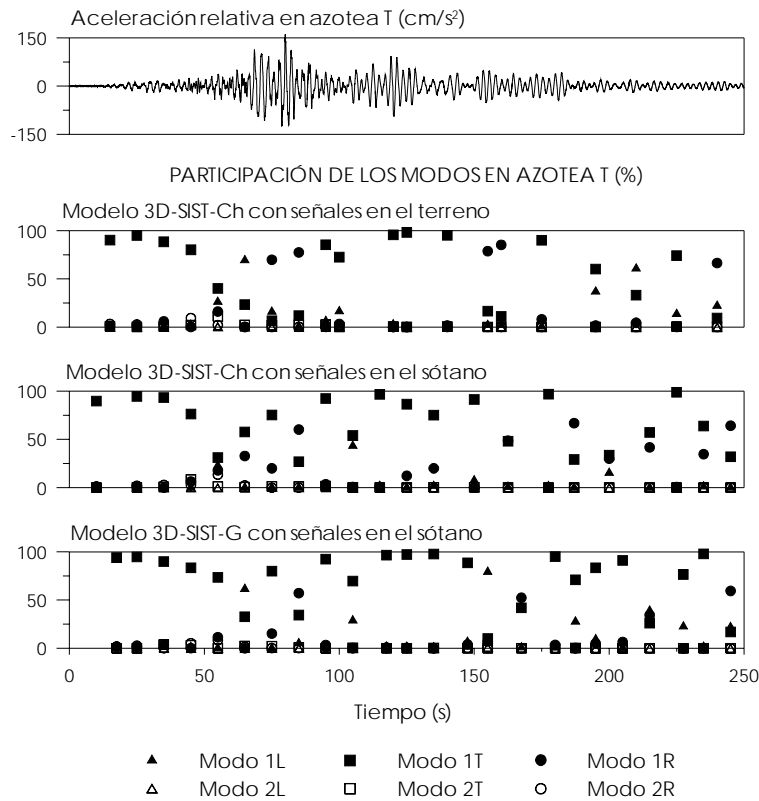 Aceleración relativa en azotea T (cm/s²)
150
0
-150
PARTICIPACIÓN DE LOS MODOS EN AZOTEA T (%)
Modelo 3D-SIST-Ch con señales en el terreno
100
50
0
Modelo 3D-SIST-Ch con señales en el sótano
100
50
0
Modelo 3D-SIST-G con señales en el sótano
100
50
0
0 50 100 150 200 250
Tiempo (s)
Modo 1L Modo 1T Modo 1R
Modo 2L Modo 2T Modo 2R